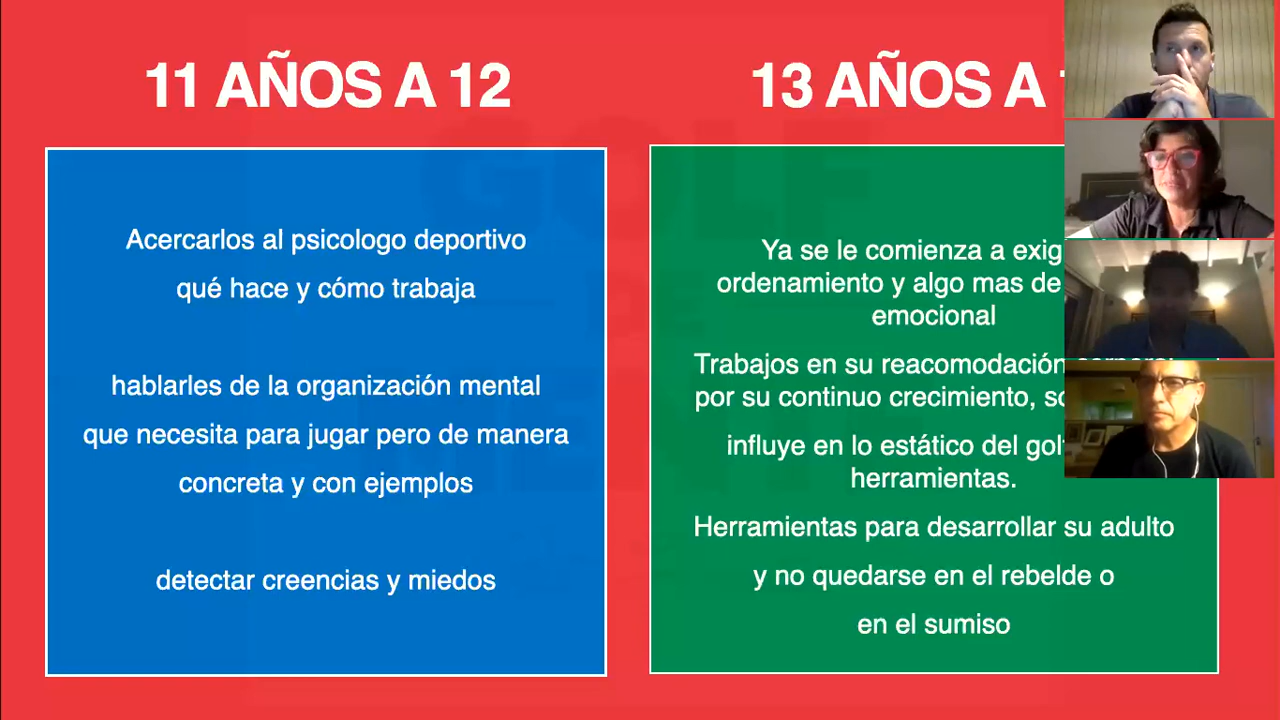 11 AÑOS A 12
Acercarlos al psicologo deportivo
qué hace y cómo trabaja
hablarles de la organización mental
que necesita para jugar pero de manera
concreta y con ejemplos
detectar creencias y miedos
13 AÑOS A
Ya se le comienza a
ordenamiento y algo mas de
emocional
Trabajos en su reacomodación
por su continuo crecimiento,
influye en lo estático del
herramientas.
Herramientas para desarrollar su adulto
y no quedarse en el rebelde o
en el sumiso